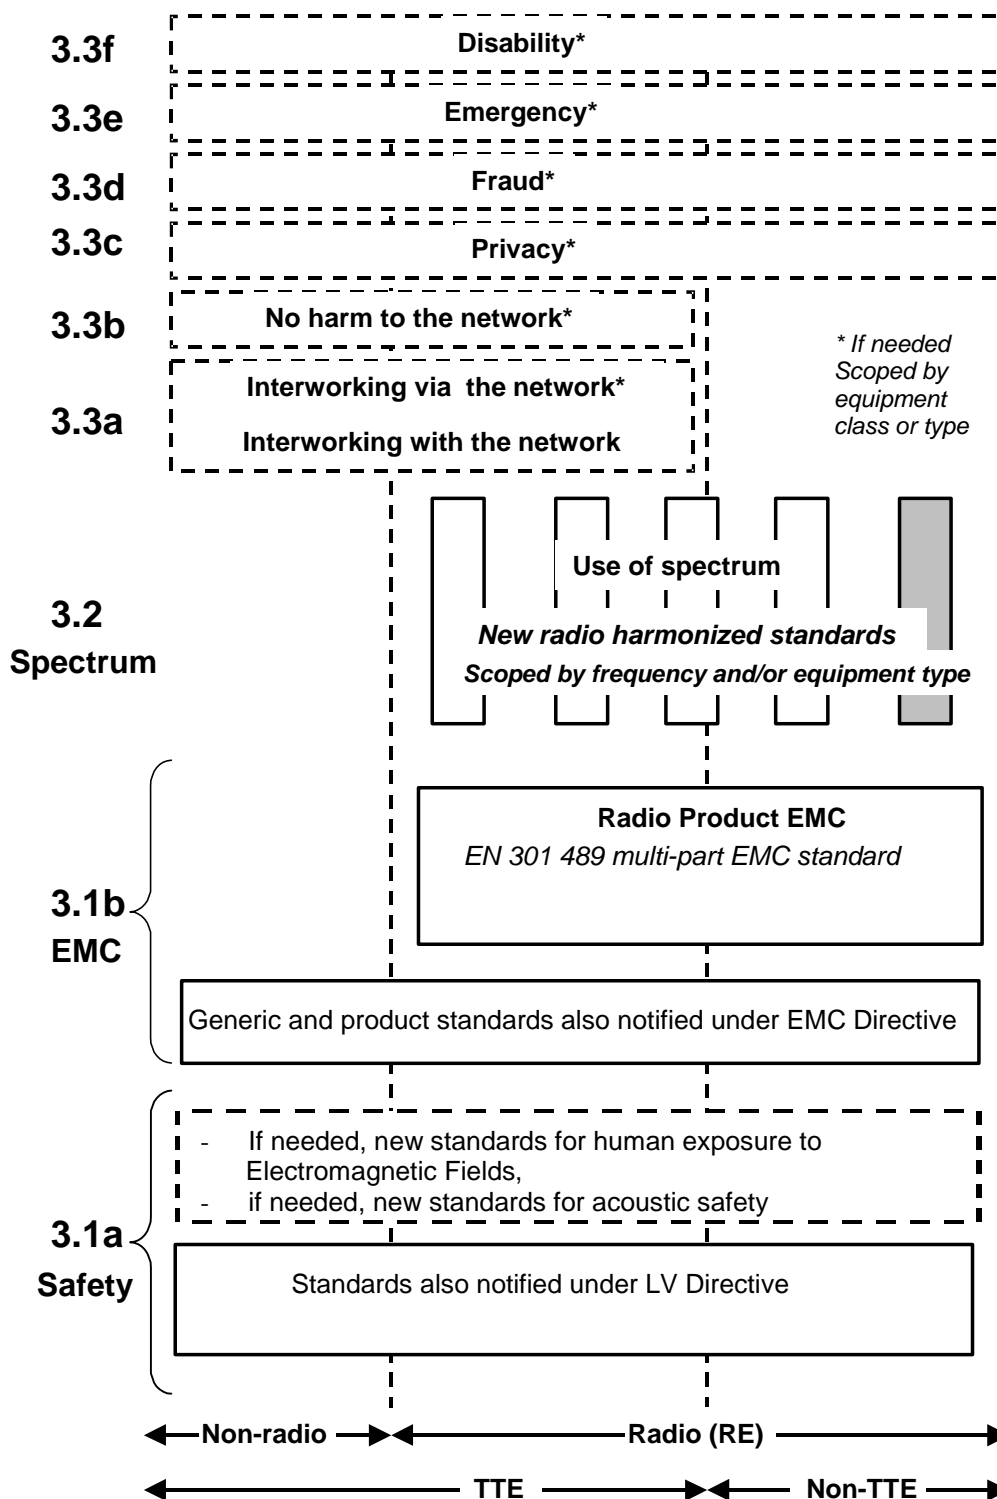 3.3f
Disability*
3.3e
Emergency*
3.3d
Fraud*
3.3c
Privacy*
3.3b
No harm to the network*
3.3a
Interworking via the network*
Interworking with the network
* If needed
Scoped by
equipment
class or type
3.2
Spectrum
Use of spectrum
New radio harmonized standards
Scoped by frequency and/or equipment type
3.1b
EMC
Radio Product EMC
EN 301 489 multi-part EMC standard
Generic and product standards also notified under EMC Directive
3.1a
Safety
- If needed, new standards for human exposure to
Electromagnetic Fields,
- if needed, new standards for acoustic safety
Standards also notified under LV Directive
Non-radio
Radio (RE)
TTE
Non-TTE